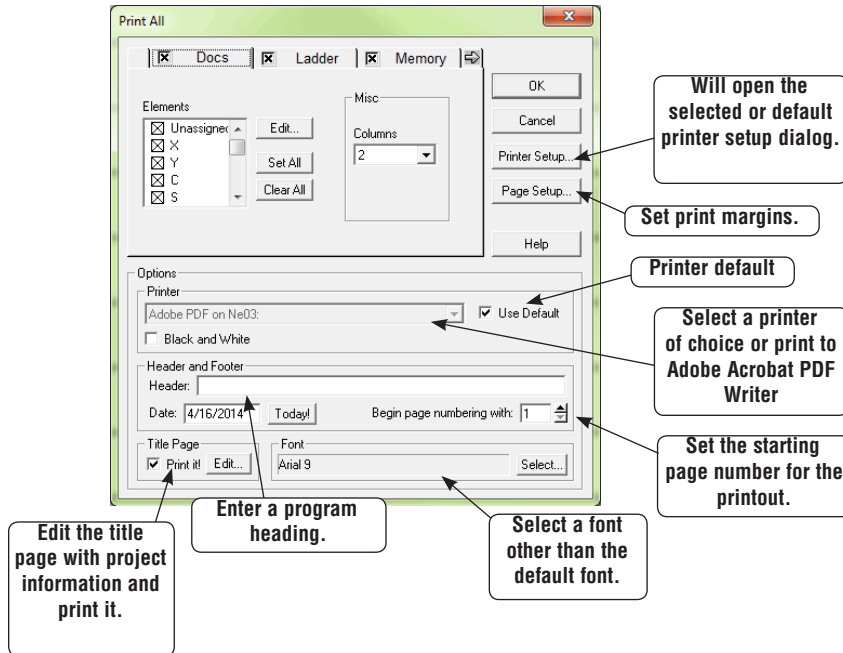 Print All
Docs
Ladder
Memory
Elements
Unassigned
X
Y
C
S
Edit...
Set All
Clear All
Misc
Columns
2
OK
Cancel
Printer Setup...
Page Setup...
Help
Will open the
selected or default
printer setup dialog.
Set print margins.
Options
Printer
Adobe PDF on Ne03:
Use Default
Black and White
Printer default
Select a printer
of choice or print to
Adobe Acrobat PDF
Writer
Header and Footer
Header:
Date: 4/16/2014 Today!
Begin page numbering with: 1
Set the starting
page number for the
printout.
Title Page
Print it! Edit...
Font
Arial 9
Select...
Edit the title
page with project
information and
print it.
Enter a program
heading.
Select a font
other than the
default font.